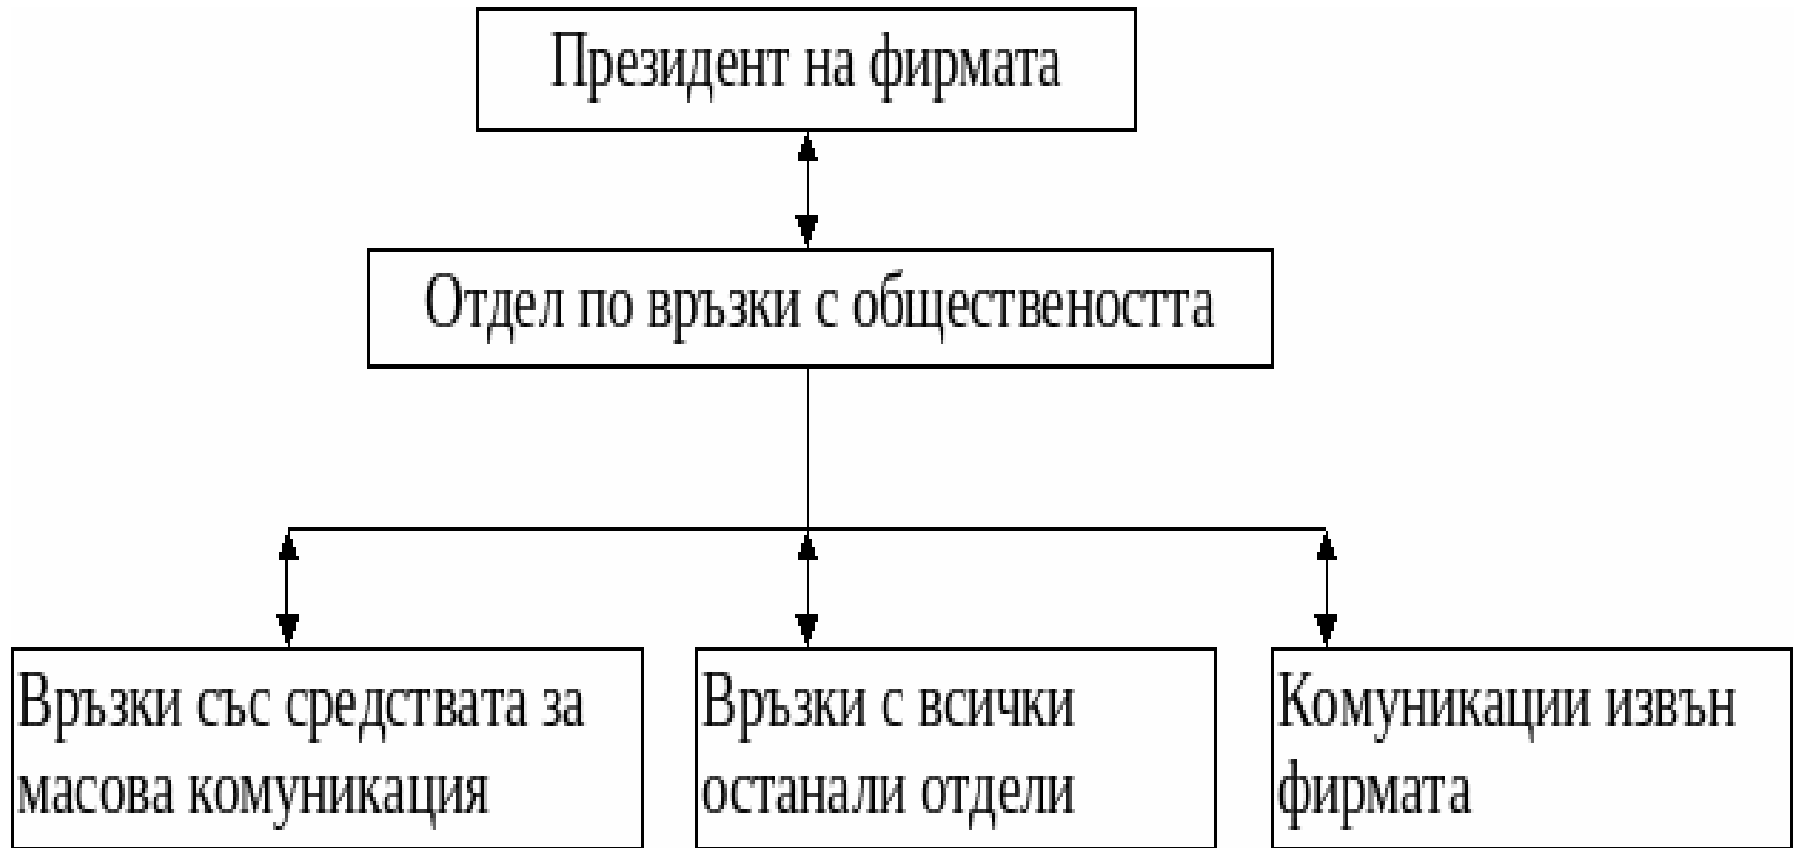 Президент на фирмата
Отдел по връзки с обществеността
Връзки със средствата за
масова комуникация
Връзки с всички
останали отдели
Комуникации извън
фирмата